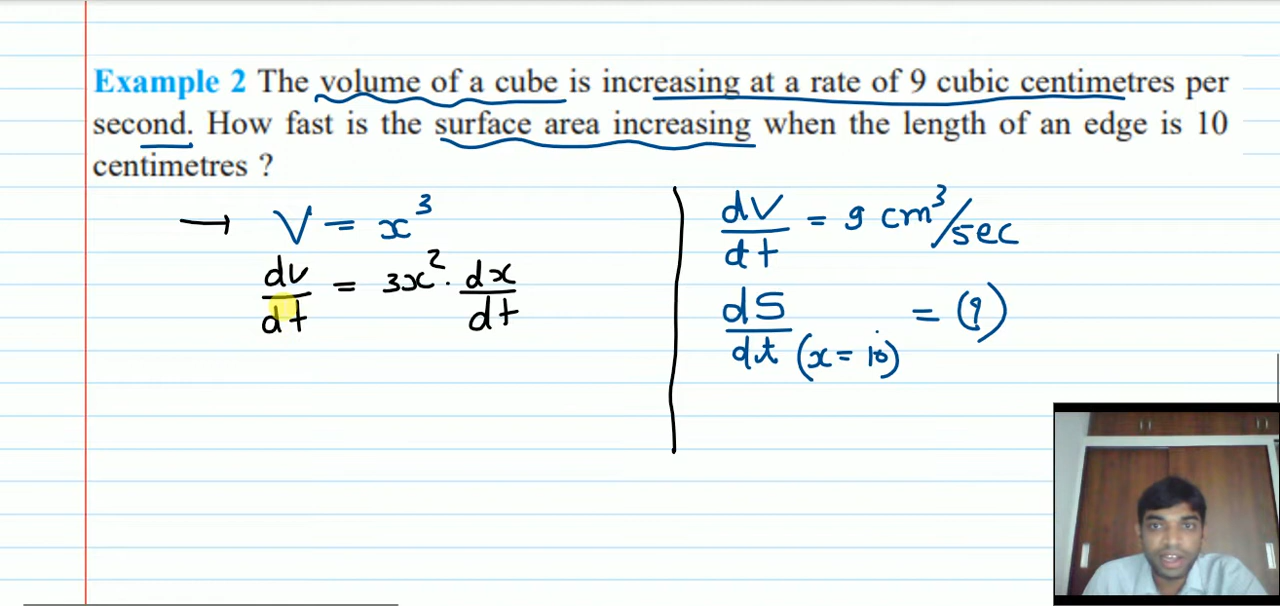 Example 2 The volume of a cube is increasing at a rate of 9 cubic centimetres per
second. How fast is the surface area increasing when the length of an edge is 10
centimetres ?
→ V = x³
dv/dt = 3x² · dx/dt
dV/dt = 9 cm³/sec
dS/dt (x = 10) = (?)